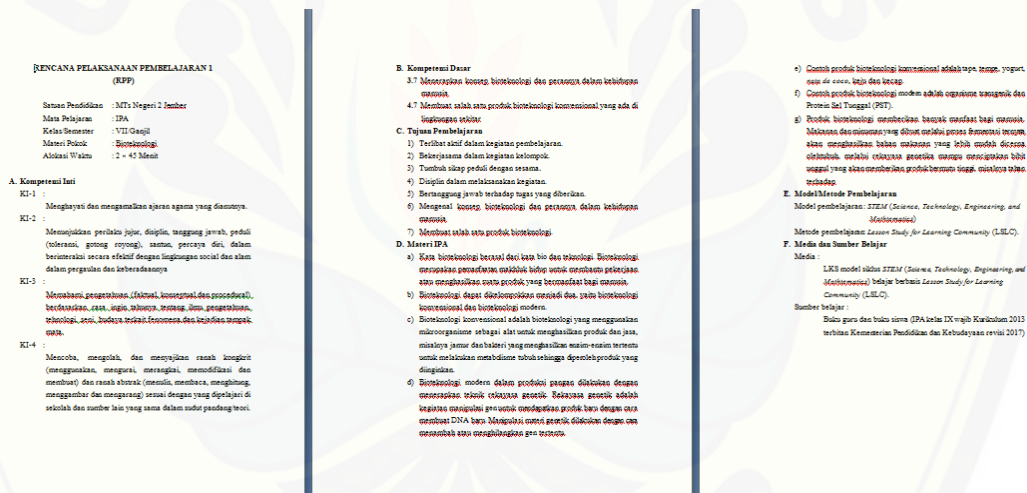 RENCANA PELAKSANAAN PEMBELAJARAN 1
(RPP)
Satuan Pendidikan : MTs Negeri 2 Jember
Mata Pelajaran : IPA
Kelas/Semester : VII/Ganjil
Materi Pokok : Bioteknologi
Alokasi Waktu : 2 × 45 Menit
A. Kompetensi Inti
KI-1 :
Menghayati dan mengamalkan ajaran agama yang dianutnya.
KI-2 :
Menunjukkan perilaku jujur, disiplin, tanggung jawab, peduli
(toleransi, gotong royong), santun, percaya diri, dalam
berinteraksi secara efektif dengan lingkungan social dan alam
dalam pergaulan dan keberadaannya
KI-3 :
Memahami pengetahuan (faktual, konseptual dan procedural)
berdasarkan rasa ingin tahunya tentang ilmu pengetahuan,
tehnologi, seni, budaya terkait fenomena dan kejadian tampak
mata.
KI-4 :
Mencoba, mengolah, dan menyajikan ranah kongkrit
(menggunakan, mengurai, merangkai, memodifikasi dan
membuat) dan ranah abstrak (menulis, membaca, menghitung,
menggambar dan mengarang) sesuai dengan yang dipelajari di
sekolah dan sumber lain yang sama dalam sudut pandang/teori.
B. Kompetensi Dasar
3.7 Menerapkan konsep bioteknologi dan perannya dalam kehidupan
manusia.
4.7 Membuat salah satu produk bioteknologi konvensional yang ada di
lingkungan sekitar
C. Tujuan Pembelajaran
1) Terlibat aktif dalam kegiatan pembelajaran.
2) Bekerjasama dalam kegiatan kelompok.
3) Tumbuh sikap peduli dengan sesama.
4) Disiplin dalam melaksanakan kegiatan.
5) Bertanggung jawab terhadap tugas yang diberikan.
6) Mengenal konsep bioteknologi dan perannya dalam kehidupan
manusia.
7) Membuat salah satu produk bioteknologi.
D. Materi IPA
a) Kata bioteknologi berasal dari kata bio dan teknologi. Bioteknologi
merupakan pemanfaatan makhluk hidup untuk membantu pekerjaan
atau menghasilkan suatu produk yang bermanfaat bagi manusia.
b) Bioteknologi dapat dikelompokkan menjadi dua, yaitu bioteknologi
konvensional dan bioteknologi modern.
c) Bioteknologi konvensional adalah bioteknologi yang menggunakan
mikroorganisme sebagai alat untuk menghasilkan produk dan jasa,
misalnya jamur dan bakteri yang menghasilkan enzim-enzim tertentu
untuk melakukan metabolisme tubuh sehingga diperoleh produk yang
diinginkan.
d) Bioteknologi modern dalam produksi pangan dilakukan dengan
menerapkan teknik rekayasa genetik. Rekayasa genetik adalah
kegiatan manipulasi gen untuk mendapatkan produk baru dengan cara
membuat DNA baru. Manipulasi materi genetik dilakukan dengan cara
menambah atau menghilangkan gen tertentu.
e) Contoh produk bioteknologi konvensional adalah tape, tempe, yogurt,
nata de coco, keju dan kecap.
f) Contoh produk bioteknologi modern adalah organisme transgenik dan
Protein Sel Tunggal (PST).
g) Produk bioteknologi memberikan banyak manfaat bagi manusia.
Makanan dan minuman yang dibuat melalui proses fermentasi ternyata
akan menghasilkan bahan makanan yang lebih mudah dicerna
oleh tubuh. melalui rekayasa genetika mampu menciptakan bibit
unggul yang akan memberikan produk bermutu tinggi, misalnya tahan
terhadap.
E. Model/Metode Pembelajaran
Model pembelajaran : STEM (Science, Technology, Engineering, and
Mathematics)
Metode pembelajaran: Lesson Study for Learning Community (LSLC).
F. Media dan Sumber Belajar
Media :
LKS model siklus STEM (Science, Technology, Engineering, and
Mathematics) belajar berbasis Lesson Study for Learning
Community (LSLC).
Sumber belajar :
Buku guru dan buku siswa (IPA kelas IX wajib Kurikulum 2013
terbitan Kementerian Pendidikan dan Kebudayaan revisi 2017)